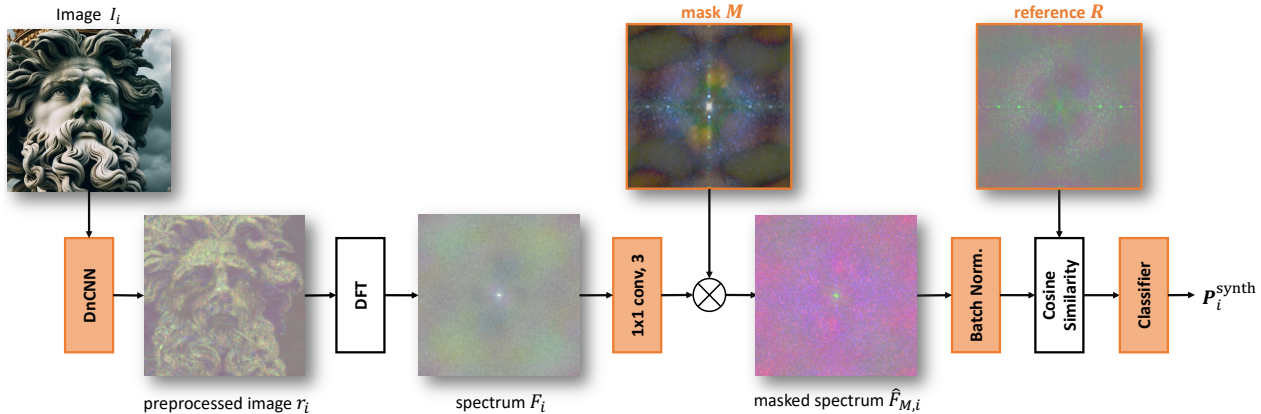 Image I_i
mask M
reference R
DnCNN
DFT
1x1 conv, 3
Batch Norm.
Cosine
Similarity
Classifier
P_i^synth
preprocessed image r_i
spectrum F_i
masked spectrum F̂_{M,i}